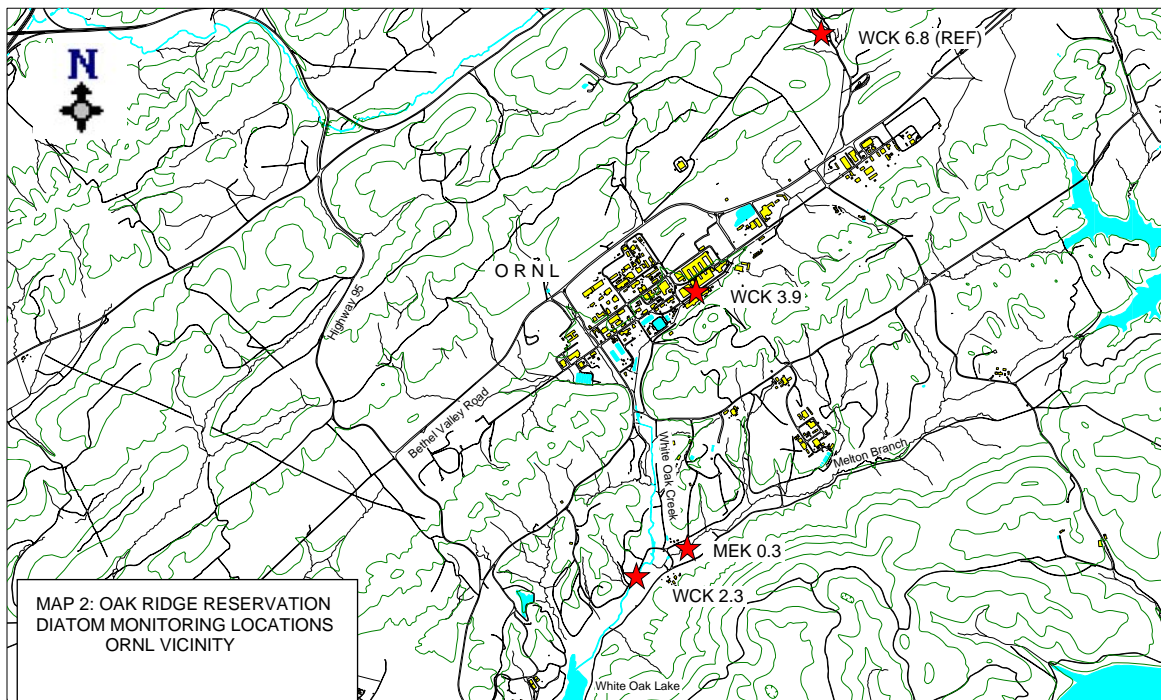 WCK 6.8 (REF)
N
ORNL
Highway 95
WCK 3.9
Bethel Valley Road
White Oak Creek
Melton Branch
MEK 0.3
WCK 2.3
MAP 2: OAK RIDGE RESERVATION
DIATOM MONITORING LOCATIONS
ORNL VICINITY
White Oak Lake